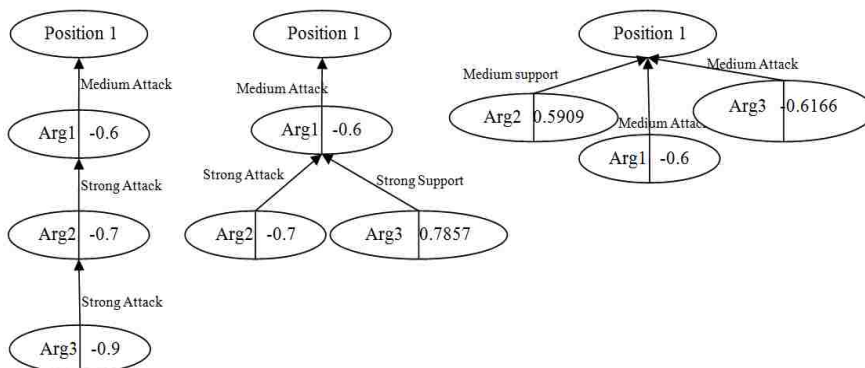 Position 1
Medium Attack
Arg1 -0.6
Strong Attack
Arg2 -0.7
Strong Attack
Arg3 -0.9
Position 1
Medium Attack
Arg1 -0.6
Strong Attack
Strong Support
Arg2 -0.7
Arg3 0.7857
Position 1
Medium support
Medium Attack
Arg2 0.5909
Medium Attack
Arg3 -0.6166
Arg1 -0.6